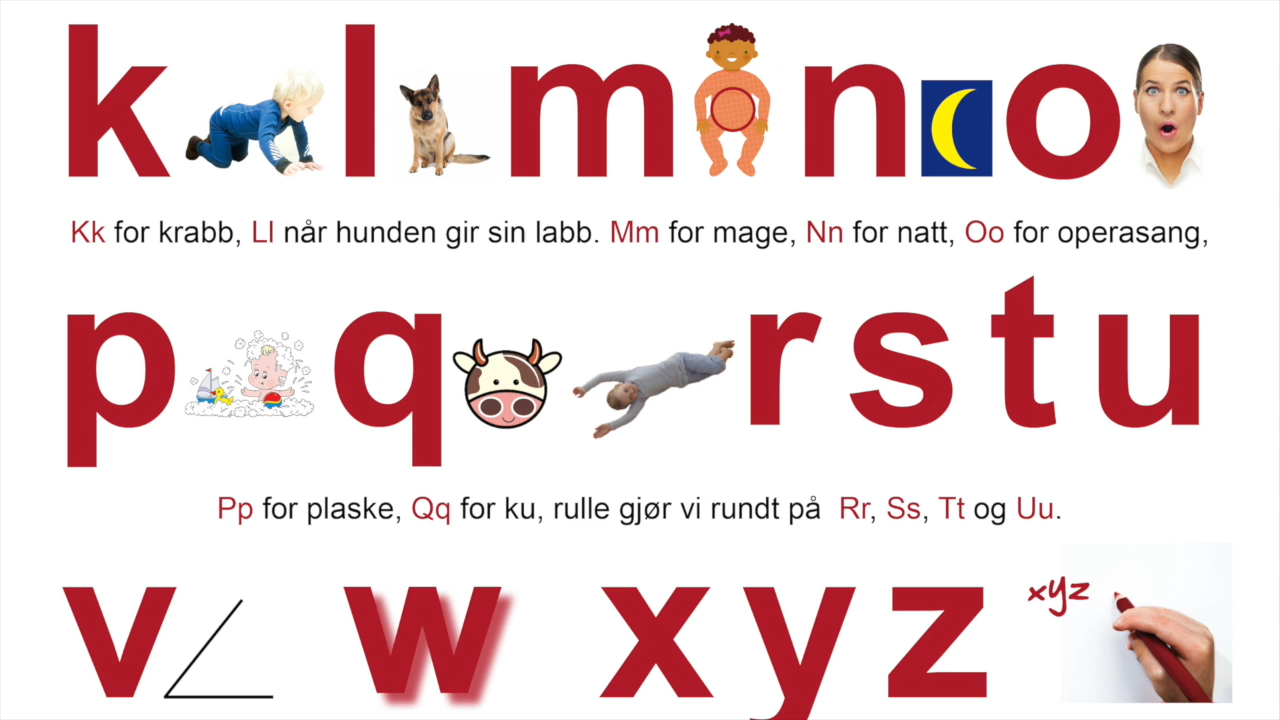 k l m n o
Kk for krabb, Ll når hunden gir sin labb. Mm for mage, Nn for natt, Oo for operasang,
p q r s t u
Pp for plaske, Qq for ku, rulle gjør vi rundt på Rr, Ss, Tt og Uu.
v w x y z xyz